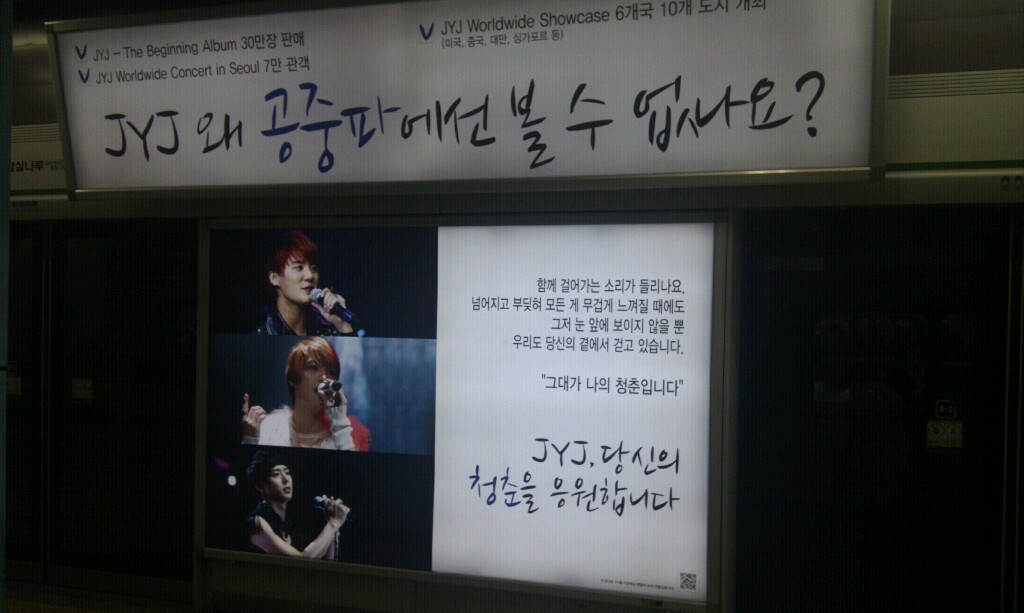 JYJ - The Beginning Album 30만장 판매
JYJ Worldwide Concert in Seoul 7만 관객
JYJ Worldwide Showcase 6개국 10개 도시 개최
(미국, 중국, 대만, 싱가포르 등)
JYJ 왜 공중파에선 볼 수 없나요?
실나루
함께 걸어가는 소리가 들리나요.
넘어지고 부딪혀 모든 게 무겁게 느껴질 때에도
그저 눈 앞에 보이지 않을 뿐
우리도 당신의 곁에서 걷고 있습니다.
"그대가 나의 청춘입니다"
JYJ, 당신의
청춘을 응원합니다